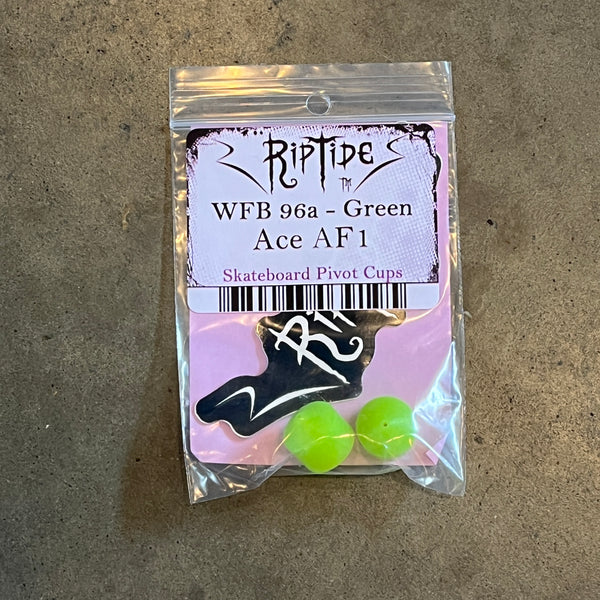 RIPTIDE
TM
WFB 96a - Green
Ace AF1
Skateboard Pivot Cups